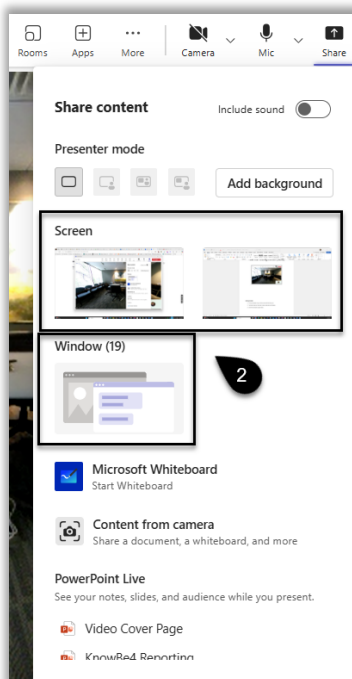 Rooms Apps More Camera Mic Share
Share content Include sound
Presenter mode
Add background
Screen
Window (19)
2
Microsoft Whiteboard
Start Whiteboard
Content from camera
Share a document, a whiteboard, and more
PowerPoint Live
See your notes, slides, and audience while you present.
Video Cover Page
KnowBe4 Reporting